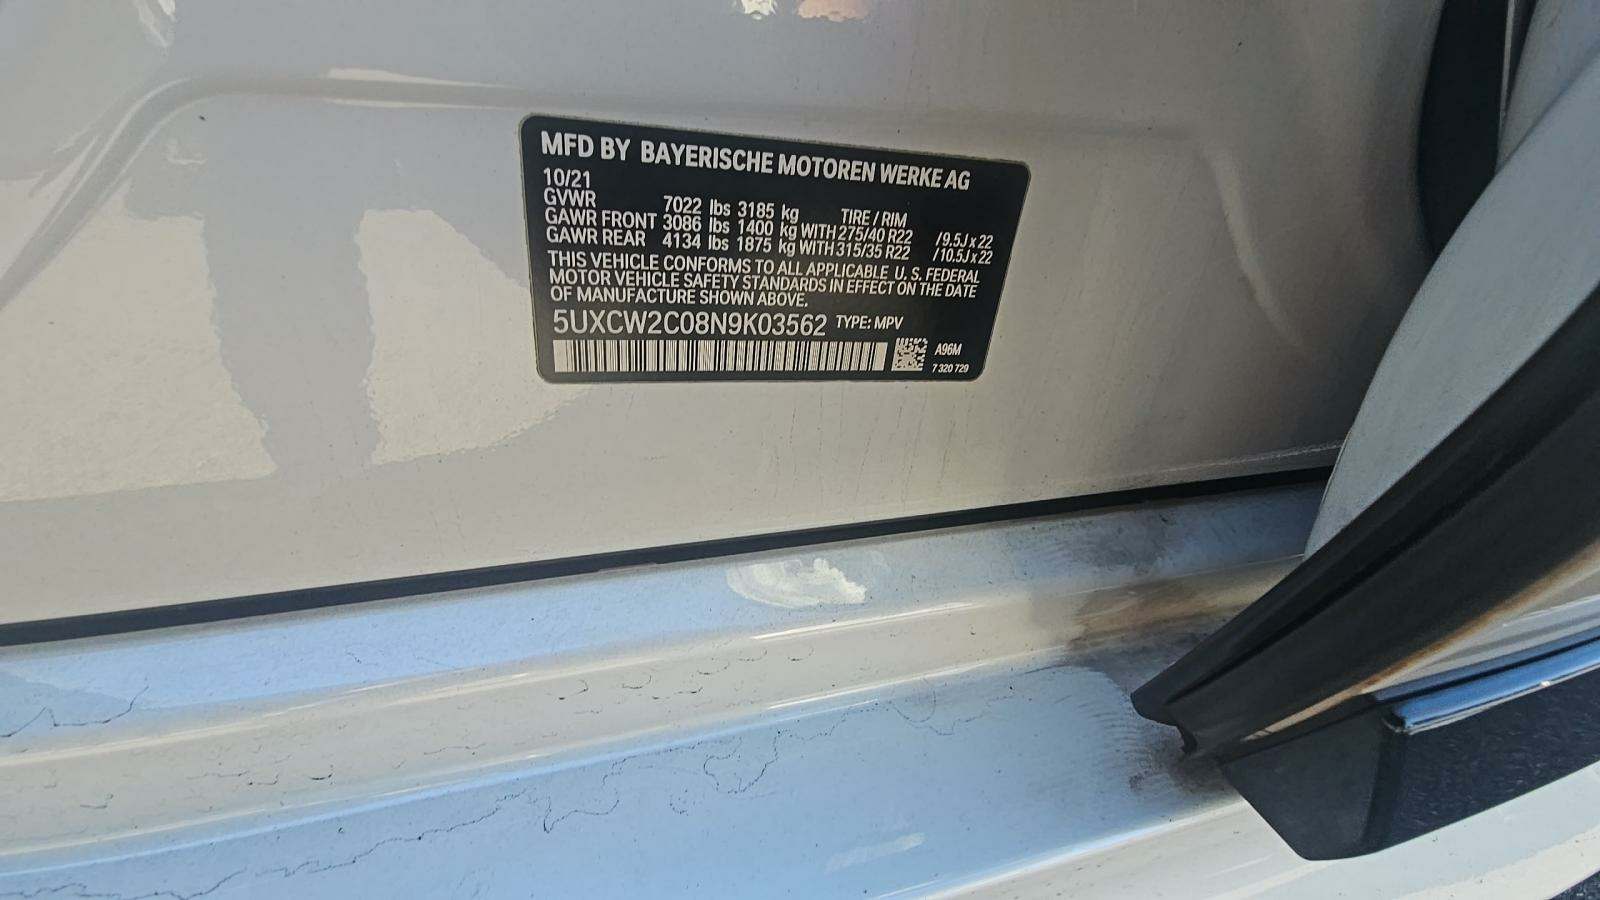 MFD BY BAYERISCHE MOTOREN WERKE AG
10/21
GVWR 7022 lbs 3185 kg TIRE / RIM
GAWR FRONT 3086 lbs 1400 kg WITH 275/40 R22 /9.5J x 22
GAWR REAR 4134 lbs 1875 kg WITH 315/35 R22 /10.5J x 22
THIS VEHICLE CONFORMS TO ALL APPLICABLE U. S. FEDERAL
MOTOR VEHICLE SAFETY STANDARDS IN EFFECT ON THE DATE
OF MANUFACTURE SHOWN ABOVE.
5UXCW2C08N9K03562 TYPE: MPV
A96M
7 320 729